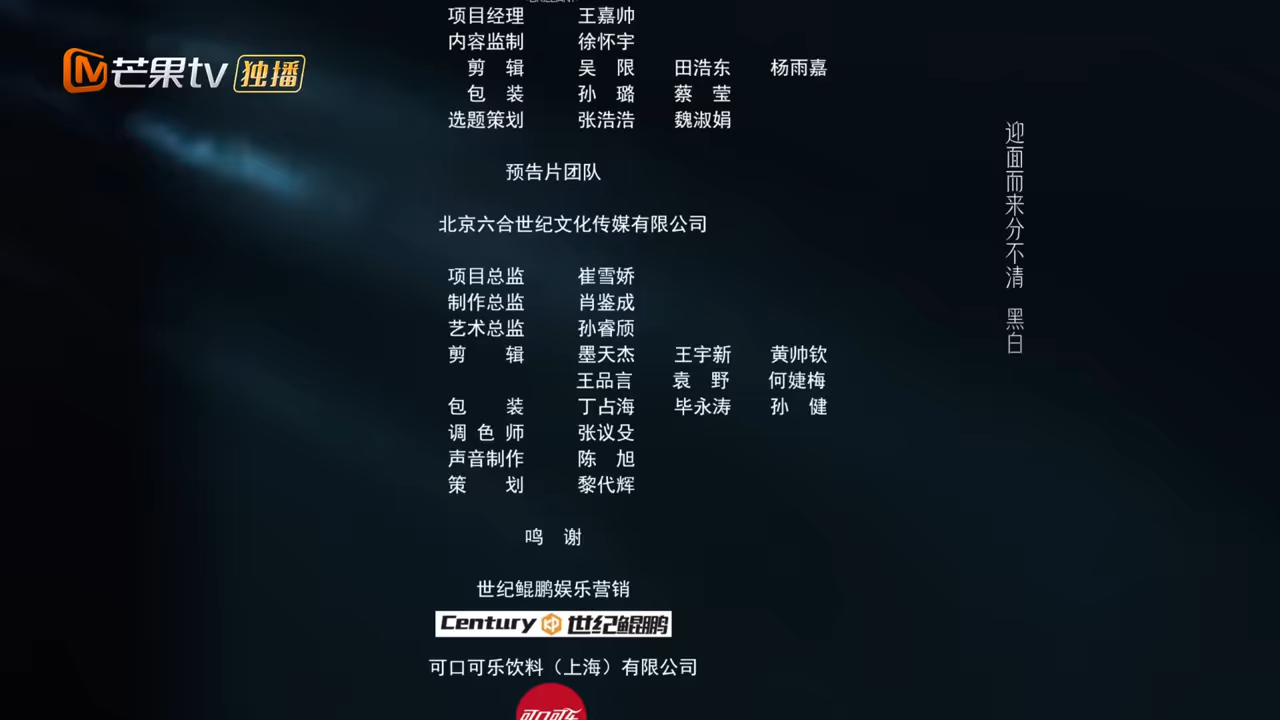 项目经理 王嘉帅
内容监制 徐怀宇
芒果tv 独播
剪 辑 吴 限 田浩东 杨雨嘉
包 装 孙 璐 蔡 莹
选题策划 张浩浩 魏淑娟
迎面而来分不清 黑白
预告片团队
北京六合世纪文化传媒有限公司
项目总监 崔雪娇
制作总监 肖鉴成
艺术总监 孙睿颀
剪 辑 墨天杰 王宇新 黄帅钦
王品言 袁 野 何婕梅
包 装 丁占海 毕永涛 孙 健
调 色 师 张议殳
声音制作 陈 旭
策 划 黎代辉
鸣 谢
世纪鲲鹏娱乐营销
Century KP 世纪鲲鹏
可口可乐饮料（上海）有限公司
可口可乐